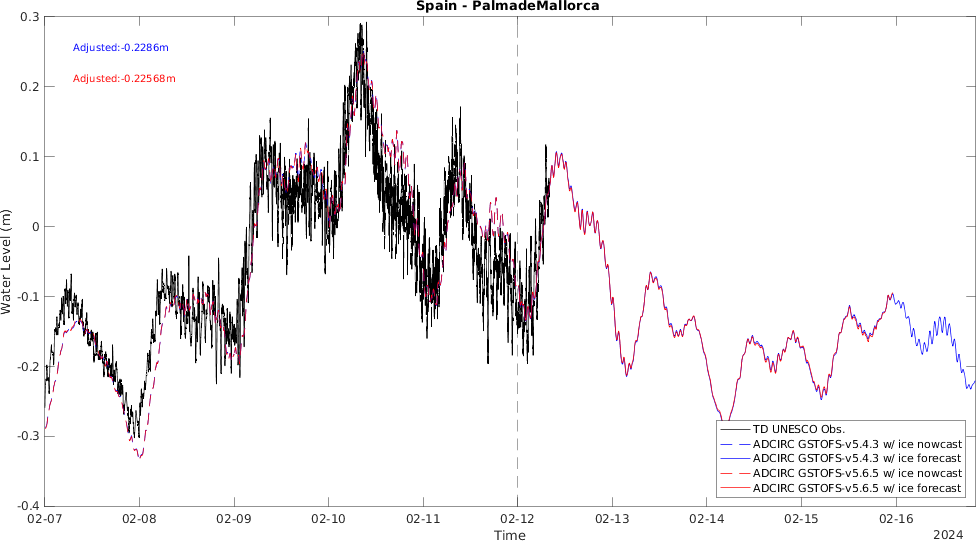 Spain - PalmadeMallorca
0.3
Adjusted:-0.2286m
Adjusted:-0.22568m
0.2
0.1
0
-0.1
-0.2
-0.3
-0.4
Water Level (m)
TD UNESCO Obs.
ADCIRC GSTOFS-v5.4.3 w/ ice nowcast
ADCIRC GSTOFS-v5.4.3 w/ ice forecast
ADCIRC GSTOFS-v5.6.5 w/ ice nowcast
ADCIRC GSTOFS-v5.6.5 w/ ice forecast
02-07 02-08 02-09 02-10 02-11 02-12 02-13 02-14 02-15 02-16
Time
2024